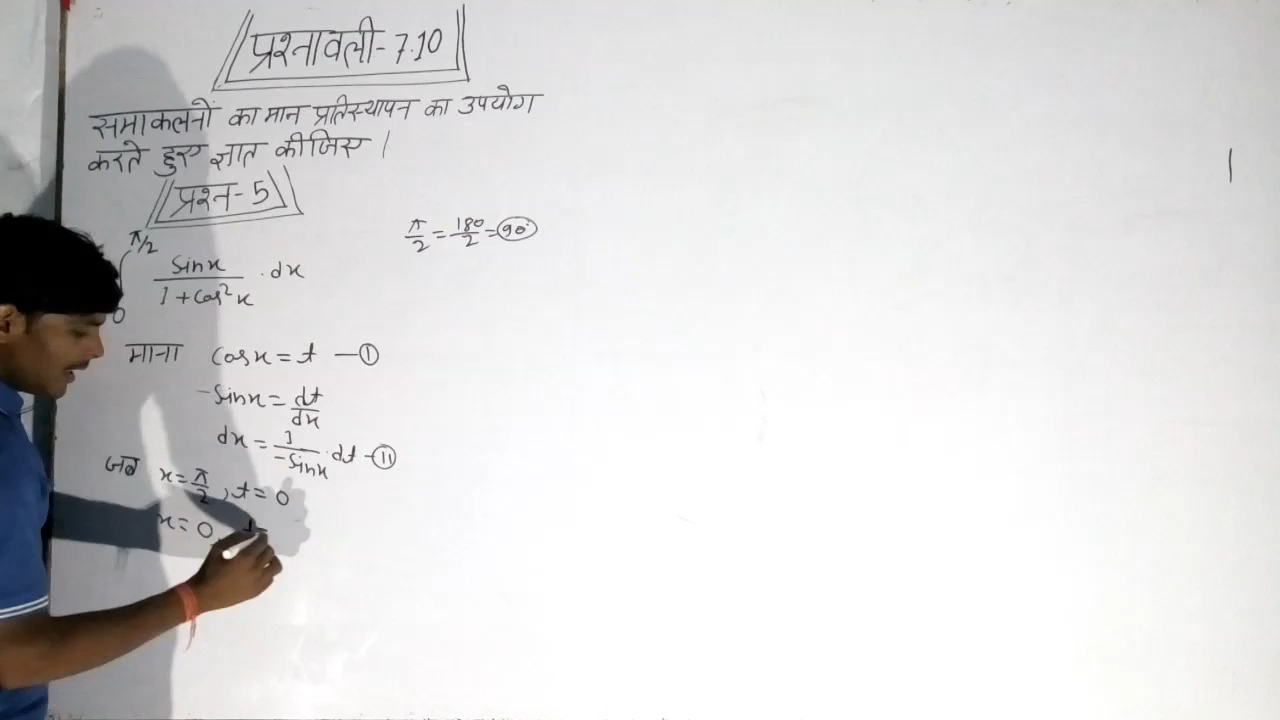 प्रश्नावली-7.10
समाकलनों का मान प्रतिस्थापन का उपयोग
करते हुए ज्ञात कीजिए।
प्रश्न-5
∫₀^π/2 sinx/(1+cos²x) .dx
π/2 = 180/2 = 90°
माना cosx = t —①
-sinx = dt/dx
dx = 1/-sinx .dt —⑪
जब x = π/2, t = 0
x = 0, t =